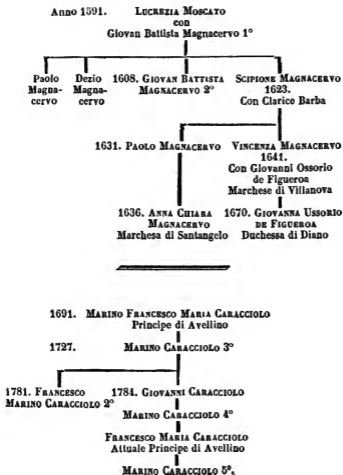 Anno 1591. LUCREZIA MOSCATO
con
Giovan Battista Magnacervo 1°
Paolo Dezio 1608. GIOVAN BATTISTA SCIPIONE MAGNACERVO
Magna- Magna- MAGNACERVO 2° 1623.
cervo cervo Con Clarice Barba
1631. PAOLO MAGNACERVO VINCENZA MAGNACERVO
1641.
Con Giovanni Ossorio
de Figueroa
Marchese di Villanova
1636. ANNA CHIARA 1670. GIOVANNA USSORIO
MAGNACERVO DE FIGUEROA
Marchesa di Santangelo Duchessa di Diano
1691. MARINO FRANCESCO MARIA CARACCIOLO
Principe di Avellino
1727. MARINO CARACCIOLO 3°
1781. FRANCESCO 1784. GIOVANNI CARACCIOLO
MARINO CARACCIOLO 2°
MARINO CARACCIOLO 4°
FRANCESCO MARIA CARACCIOLO
Attuale Principe di Avellino
MARINO CARACCIOLO 5°.